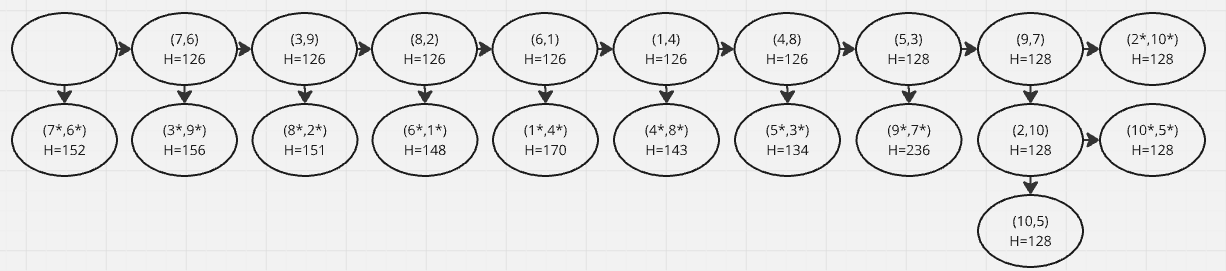 (7,6)
H=126
(3,9)
H=126
(8,2)
H=126
(6,1)
H=126
(1,4)
H=126
(4,8)
H=126
(5,3)
H=128
(9,7)
H=128
(2*,10*)
H=128
(7*,6*)
H=152
(3*,9*)
H=156
(8*,2*)
H=151
(6*,1*)
H=148
(1*,4*)
H=170
(4*,8*)
H=143
(5*,3*)
H=134
(9*,7*)
H=236
(2,10)
H=128
(10*,5*)
H=128
(10,5)
H=128